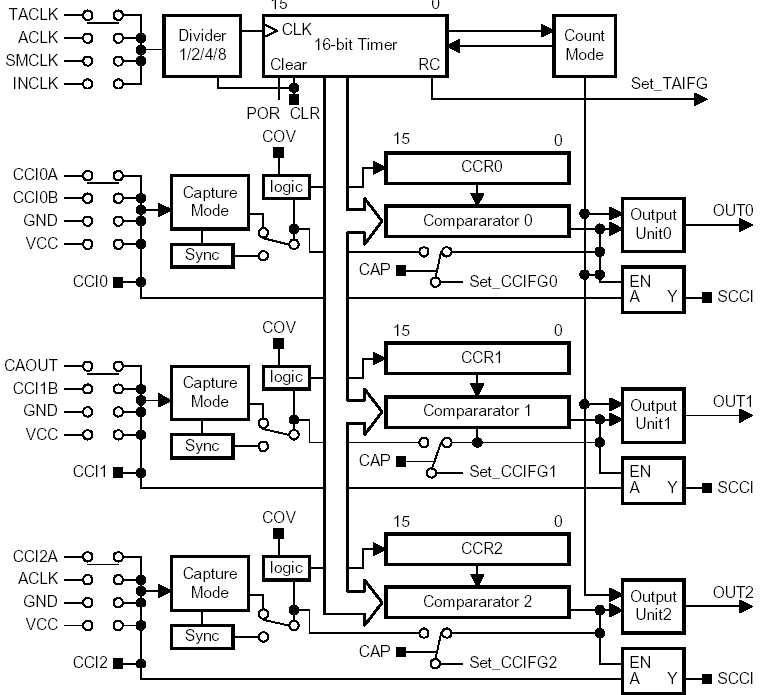 15 0
TACLK
ACLK
SMCLK
INCLK
Divider
1/2/4/8
CLK
16-bit Timer
Clear RC
Count
Mode
POR CLR
Set_TAIFG
COV
15 0
CCI0A
CCI0B
GND
VCC
Capture
Mode
logic
CCR0
Compararator 0
Output
Unit0
OUT0
Sync
CCI0
CAP
Set_CCIFG0
EN
A Y
SCCI
COV
15 0
CAOUT
CCI1B
GND
VCC
Capture
Mode
logic
CCR1
Compararator 1
Output
Unit1
OUT1
Sync
CCI1
CAP
Set_CCIFG1
EN
A Y
SCCI
COV
15 0
CCI2A
ACLK
GND
VCC
Capture
Mode
logic
CCR2
Compararator 2
Output
Unit2
OUT2
Sync
CCI2
CAP
Set_CCIFG2
EN
A Y
SCCI